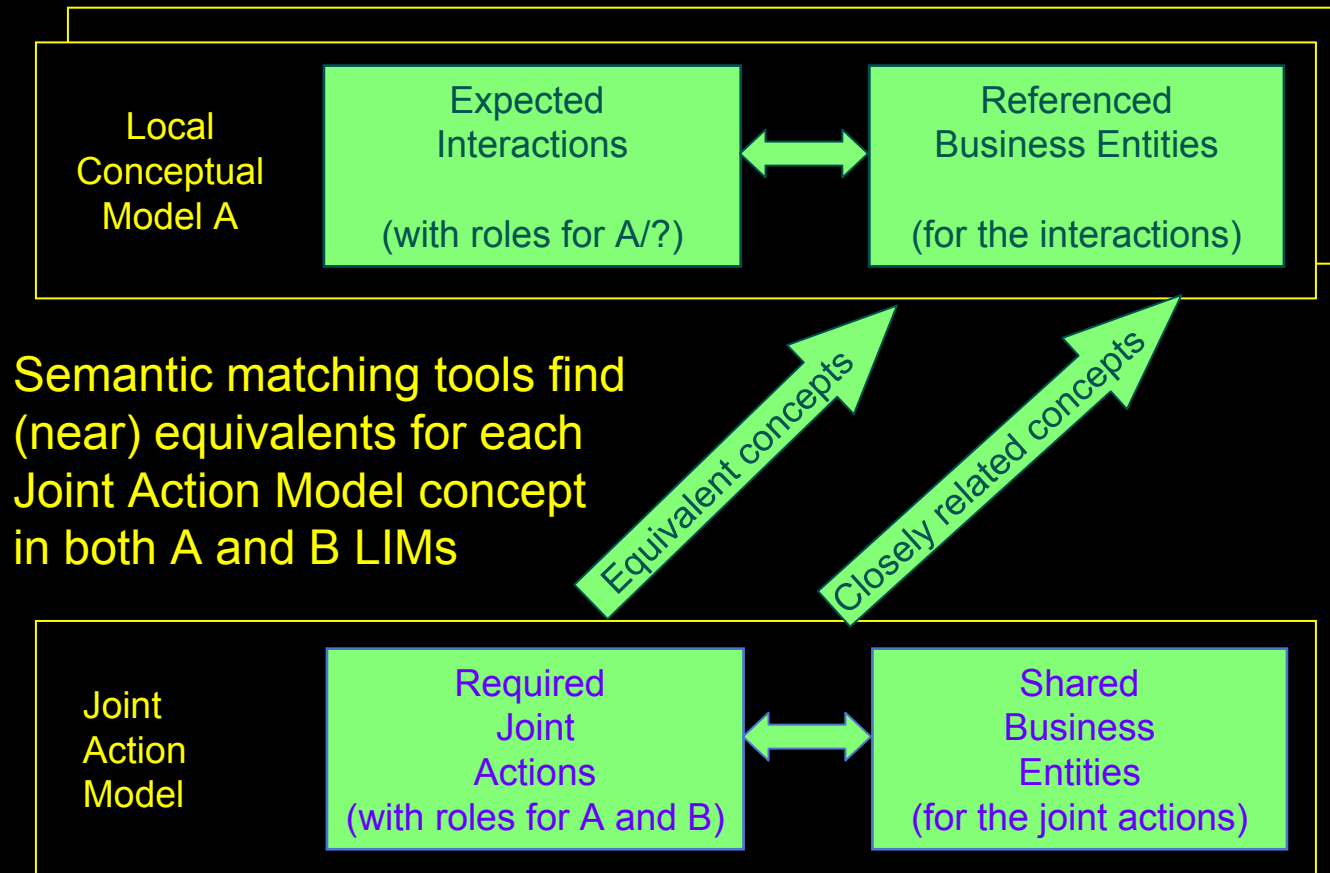 Local
Conceptual
Model A
Expected
Interactions
(with roles for A/?)
Referenced
Business Entities
(for the interactions)
Semantic matching tools find
(near) equivalents for each
Joint Action Model concept
in both A and B LIMs
Equivalent concepts
Closely related concepts
Joint
Action
Model
Required
Joint
Actions
(with roles for A and B)
Shared
Business
Entities
(for the joint actions)